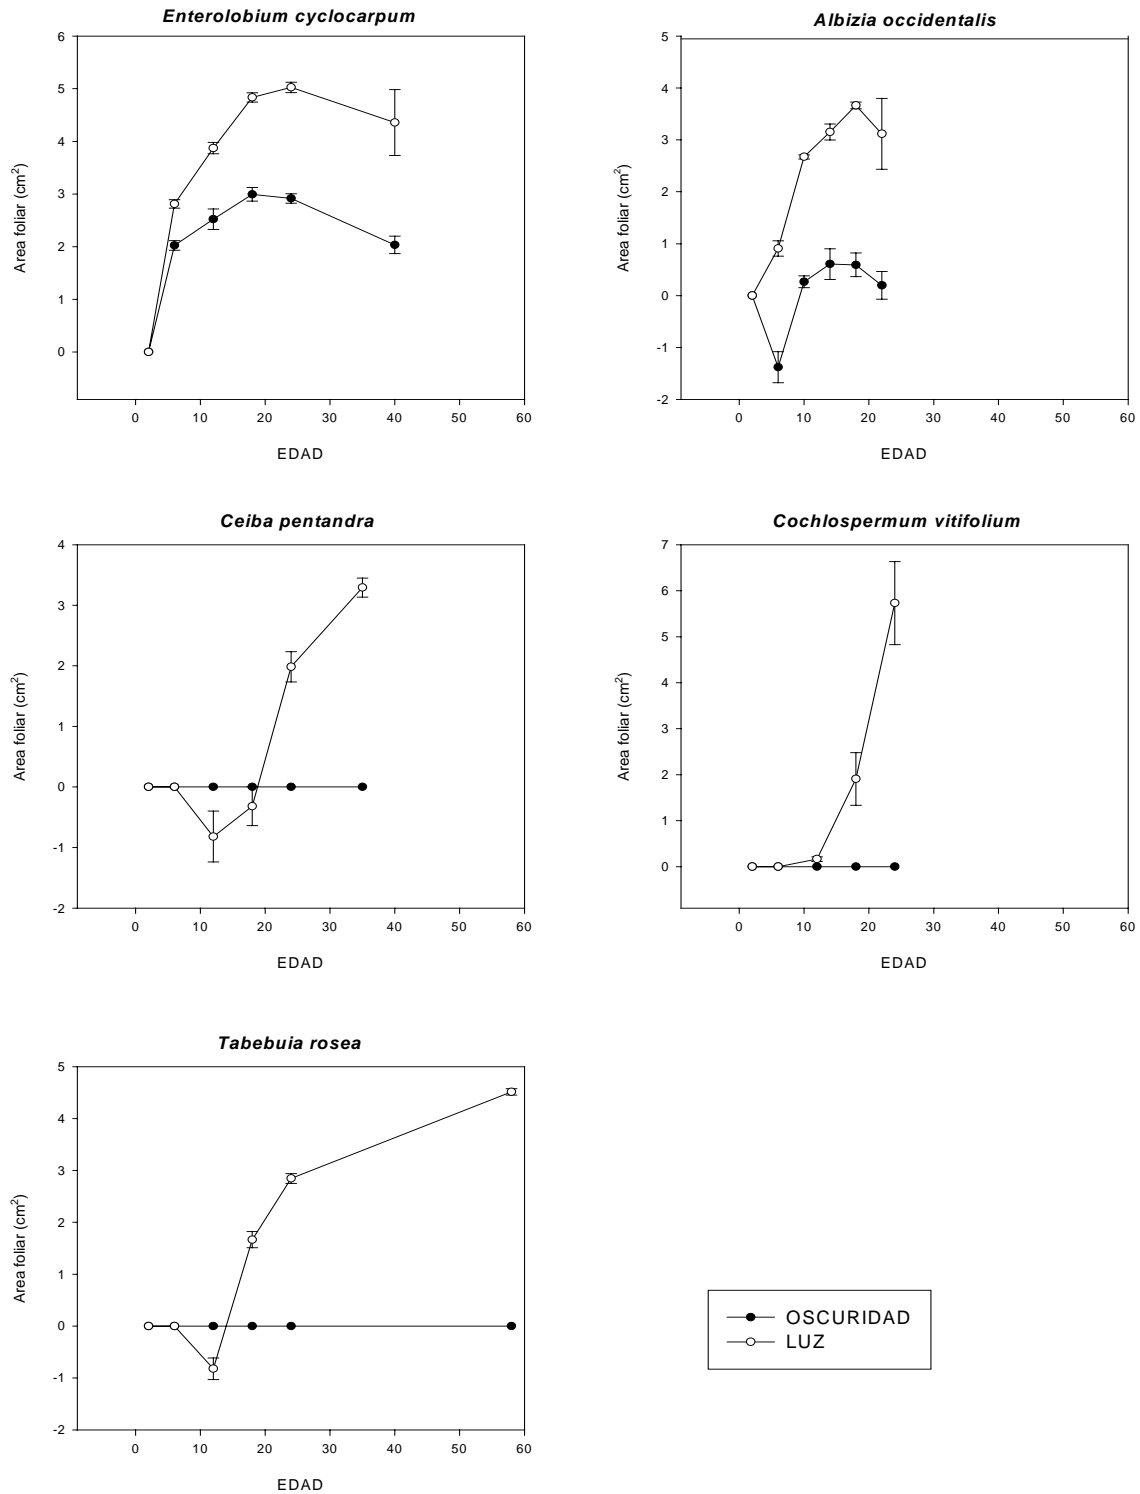 Enterolobium cyclocarpum
6
5
4
3
2
1
0
Area foliar (cm²)
0 10 20 30 40 50 60
EDAD
Albizia occidentalis
5
4
3
2
1
0
-1
-2
Area foliar (cm²)
0 10 20 30 40 50 60
EDAD
Ceiba pentandra
4
3
2
1
0
-1
-2
Area foliar (cm²)
0 10 20 30 40 50 60
EDAD
Cochlospermum vitifolium
7
6
5
4
3
2
1
0
Area foliar (cm²)
0 10 20 30 40 50 60
EDAD
Tabebuia rosea
5
4
3
2
1
0
-1
-2
Area foliar (cm²)
0 10 20 30 40 50 60
EDAD
OSCURIDAD
LUZ